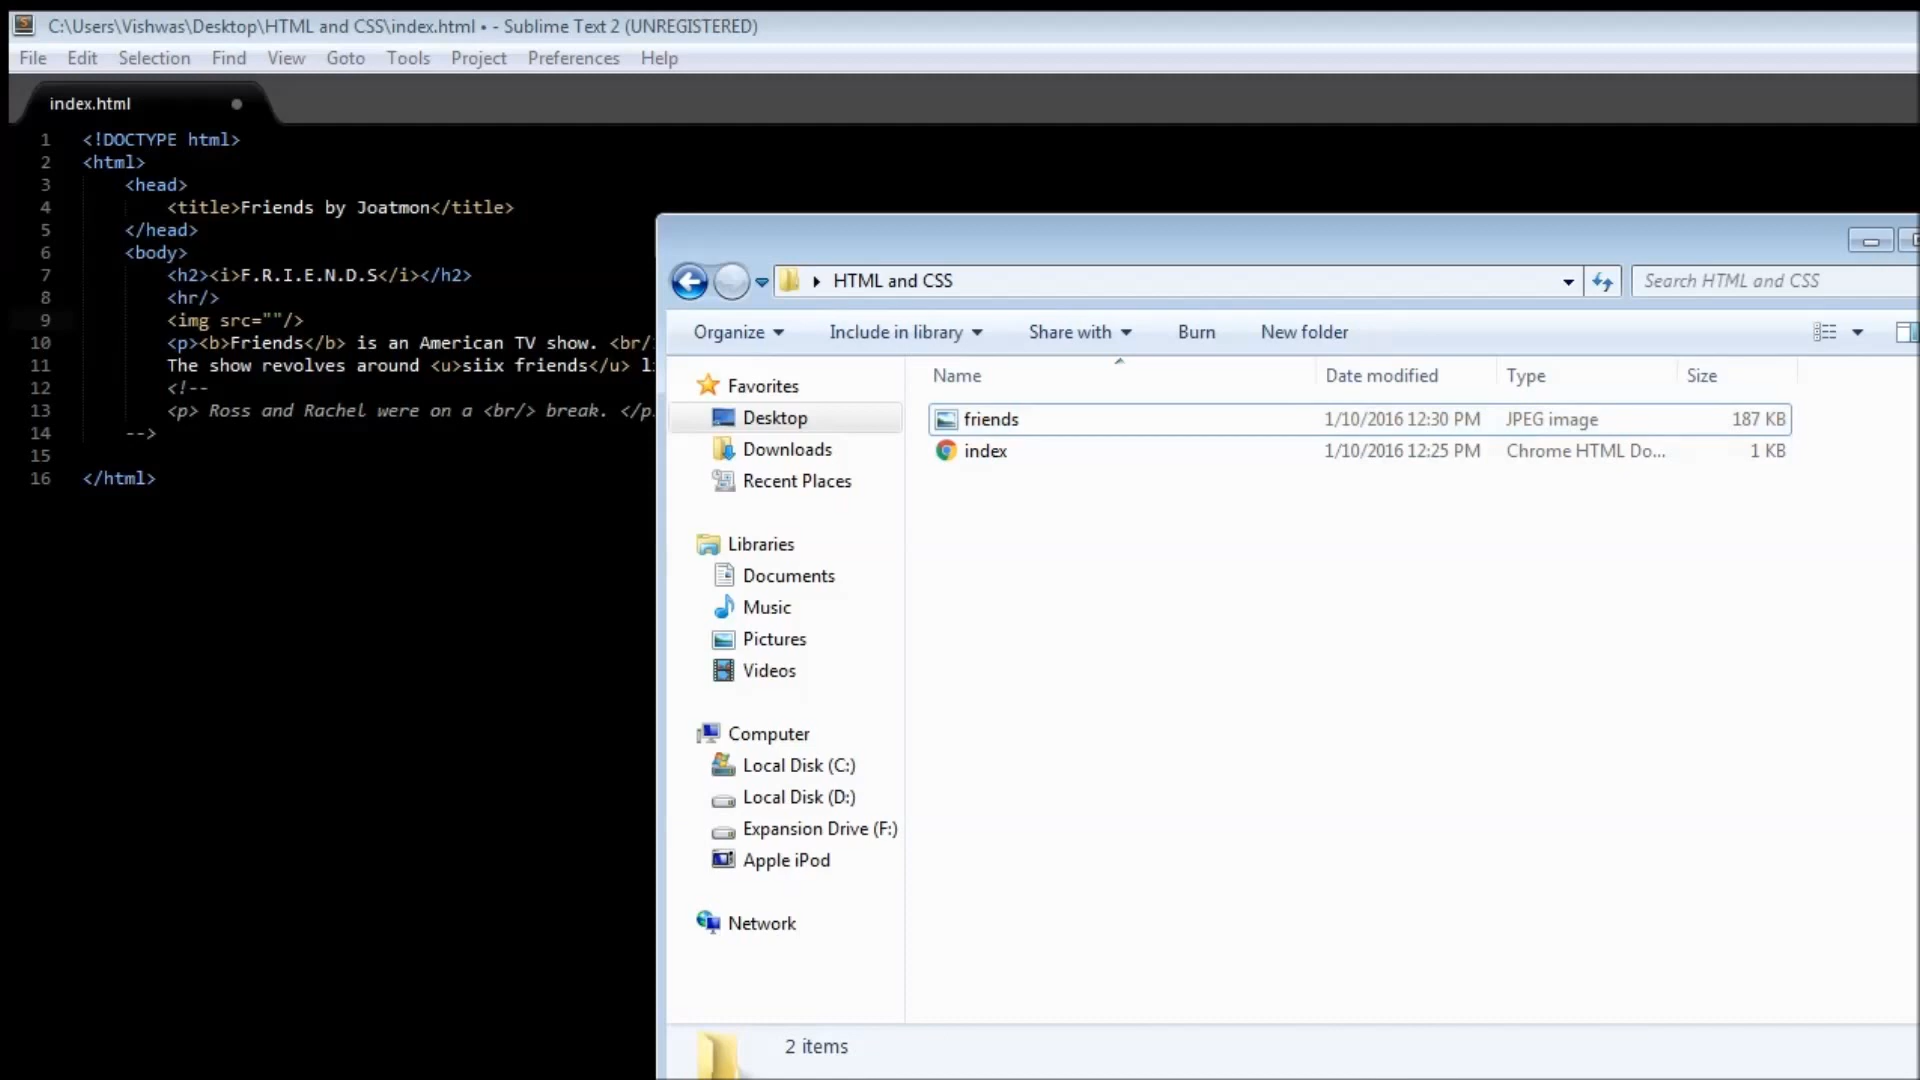 C:\Users\Vishwas\Desktop\HTML and CSS\index.html • - Sublime Text 2 (UNREGISTERED)
File Edit Selection Find View Goto Tools Project Preferences Help
index.html
1 <!DOCTYPE html>
2 <html>
3 <head>
4 <title>Friends by Joatmon</title>
5 </head>
6 <body>
7 <h2><i>F.R.I.E.N.D.S</i></h2>
8 <hr/>
9 <img src=""/>
10 <p><b>Friends</b> is an American TV show. <br/
11 The show revolves around <u>siix friends</u> l
12 <!--
13 <p> Ross and Rachel were on a <br/> break. </p
14 -->
15
16 </html>
HTML and CSS
Search HTML and CSS
Organize Include in library Share with Burn New folder
Name Date modified Type Size
friends 1/10/2016 12:30 PM JPEG image 187 KB
index 1/10/2016 12:25 PM Chrome HTML Do... 1 KB
Favorites
Desktop
Downloads
Recent Places
Libraries
Documents
Music
Pictures
Videos
Computer
Local Disk (C:)
Local Disk (D:)
Expansion Drive (F:)
Apple iPod
Network
2 items